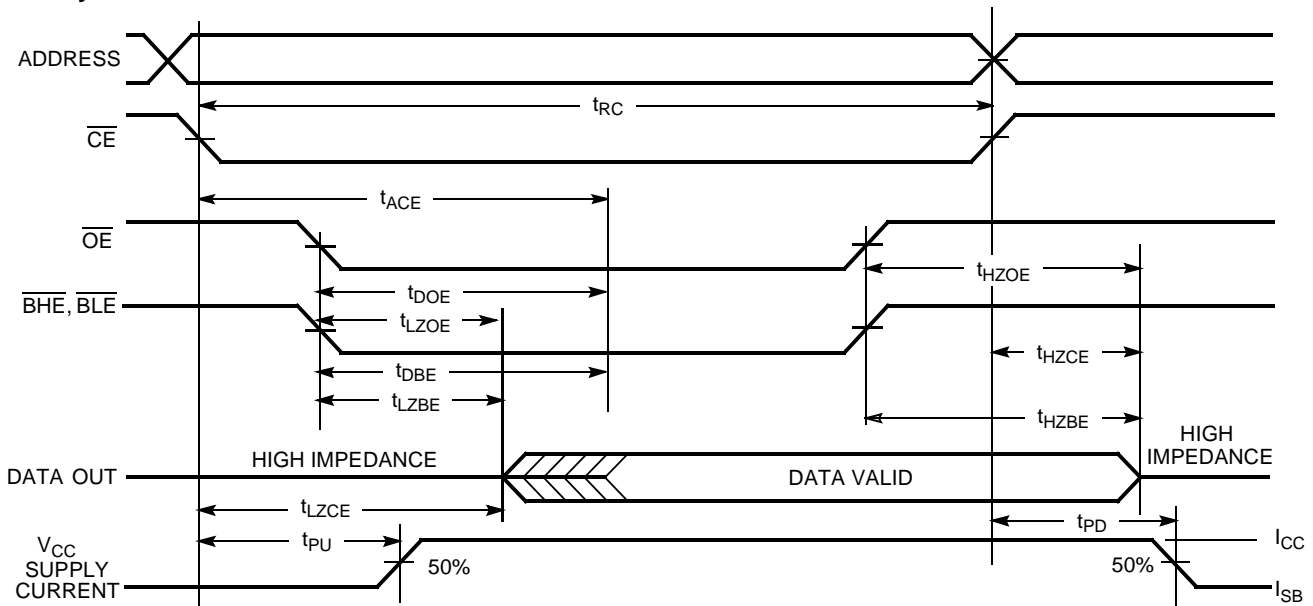 ADDRESS
tRC
CE
tACE
OE
tHZOE
tDOE
BHE, BLE
tLZOE
tHZCE
tDBE
tLZBE
tHZBE
HIGH IMPEDANCE
HIGH
IMPEDANCE
DATA OUT
DATA VALID
tLZCE
tPD
tPU
VCC
SUPPLY
CURRENT
50%
50%
ICC
ISB